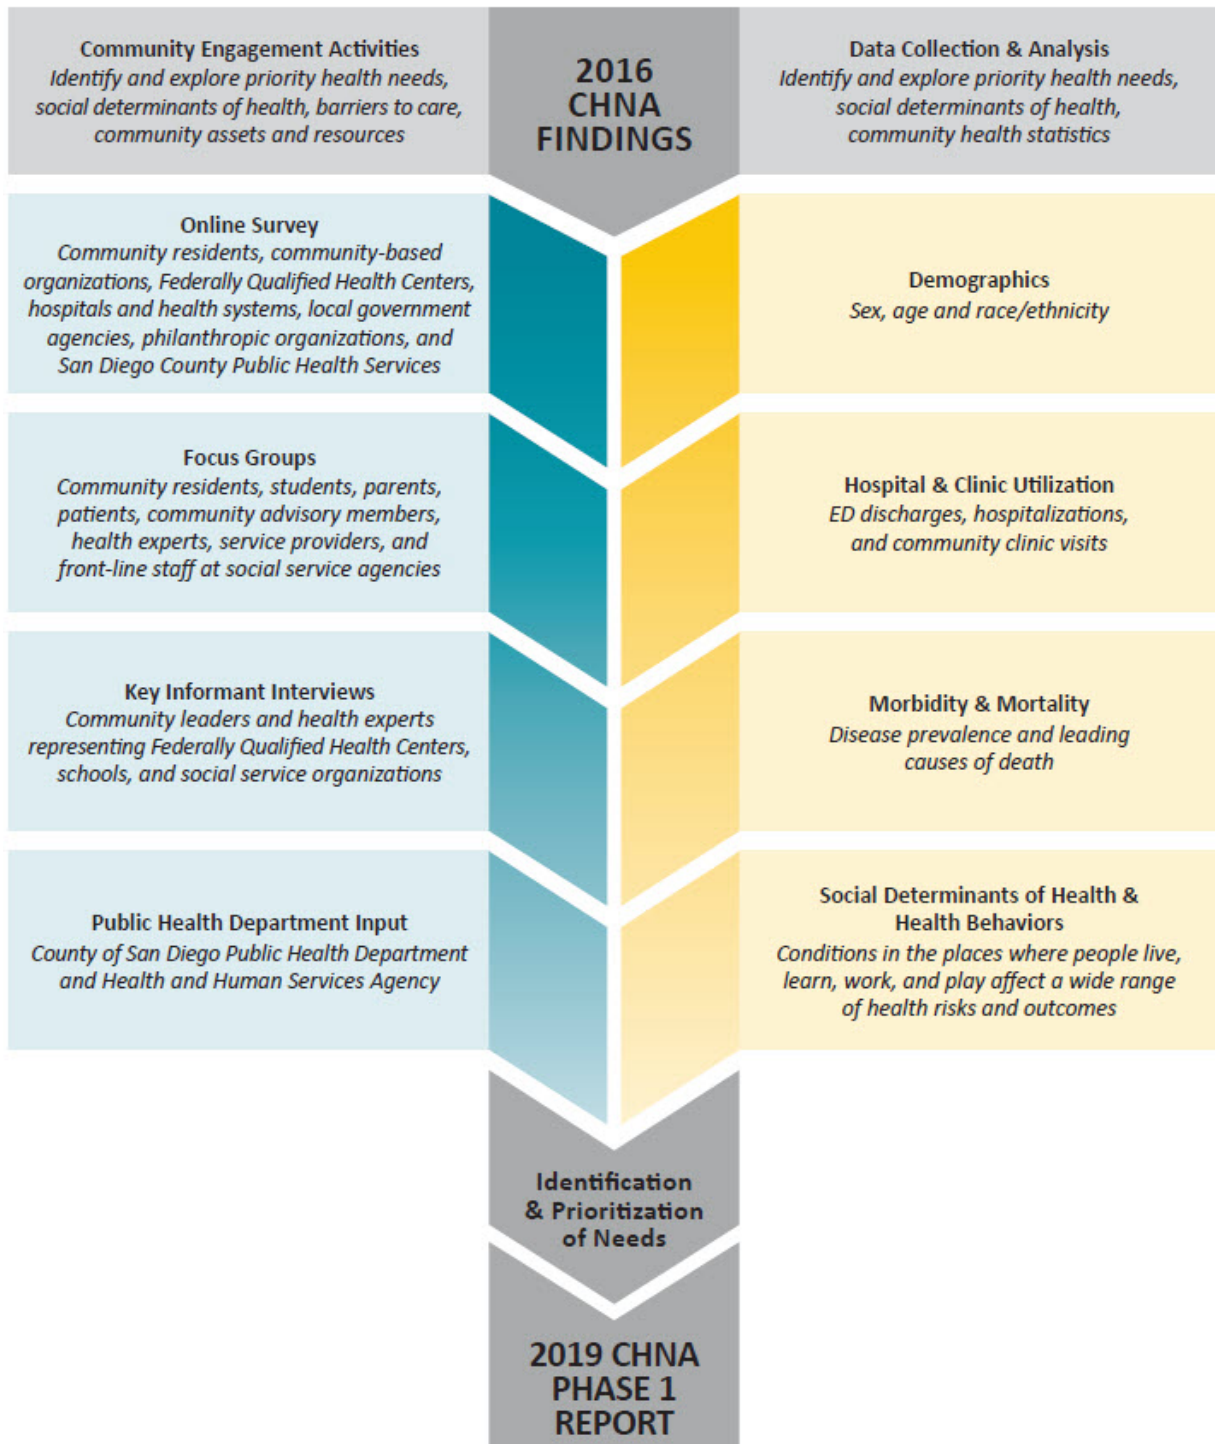 Community Engagement Activities
Identify and explore priority health needs,
social determinants of health, barriers to care,
community assets and resources
2016
CHNA
FINDINGS
Data Collection & Analysis
Identify and explore priority health needs,
social determinants of health,
community health statistics
Online Survey
Community residents, community-based
organizations, Federally Qualified Health Centers,
hospitals and health systems, local government
agencies, philanthropic organizations, and
San Diego County Public Health Services
Demographics
Sex, age and race/ethnicity
Focus Groups
Community residents, students, parents,
patients, community advisory members,
health experts, service providers, and
front-line staff at social service agencies
Hospital & Clinic Utilization
ED discharges, hospitalizations,
and community clinic visits
Key Informant Interviews
Community leaders and health experts
representing Federally Qualified Health Centers,
schools, and social service organizations
Morbidity & Mortality
Disease prevalence and leading
causes of death
Public Health Department Input
County of San Diego Public Health Department
and Health and Human Services Agency
Social Determinants of Health &
Health Behaviors
Conditions in the places where people live,
learn, work, and play affect a wide range
of health risks and outcomes
Identification
& Prioritization
of Needs
2019 CHNA
PHASE 1
REPORT